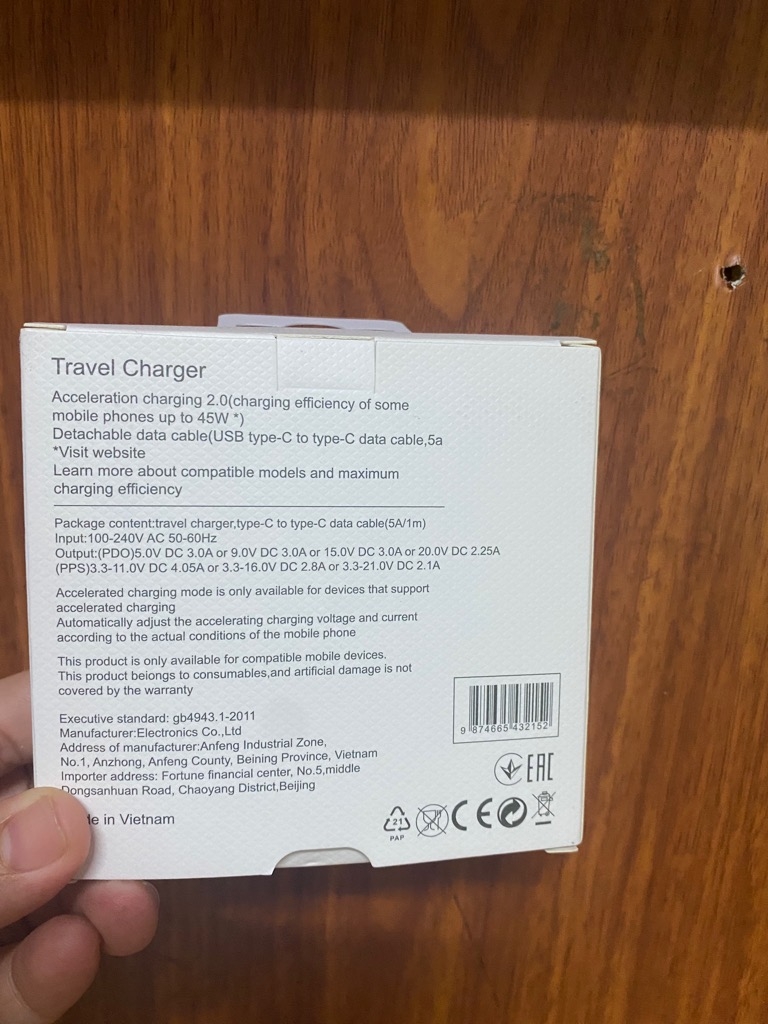 Travel Charger
Acceleration charging 2.0(charging efficiency of some
mobile phones up to 45W *)
Detachable data cable(USB type-C to type-C data cable,5a
*Visit website
Learn more about compatible models and maximum
charging efficiency
Package content:travel charger,type-C to type-C data cable(5A/1m)
Input:100-240V AC 50-60Hz
Output:(PDO)5.0V DC 3.0A or 9.0V DC 3.0A or 15.0V DC 3.0A or 20.0V DC 2.25A
(PPS)3.3-11.0V DC 4.05A or 3.3-16.0V DC 2.8A or 3.3-21.0V DC 2.1A
Accelerated charging mode is only available for devices that support
accelerated charging
Automatically adjust the accelerating charging voltage and current
according to the actual conditions of the mobile phone
This product is only available for compatible mobile devices.
This product belongs to consumables,and artificial damage is not
covered by the warranty
Executive standard: gb4943.1-2011
Manufacturer:Electronics Co.,Ltd
Address of manufacturer:Anfeng Industrial Zone,
No.1, Anzhong, Anfeng County, Beining Province, Vietnam
Importer address: Fortune financial center, No.5,middle
Dongsanhuan Road, Chaoyang District,Beijing
in Vietnam
9 874665 432152
EAC
21
PAP
CE